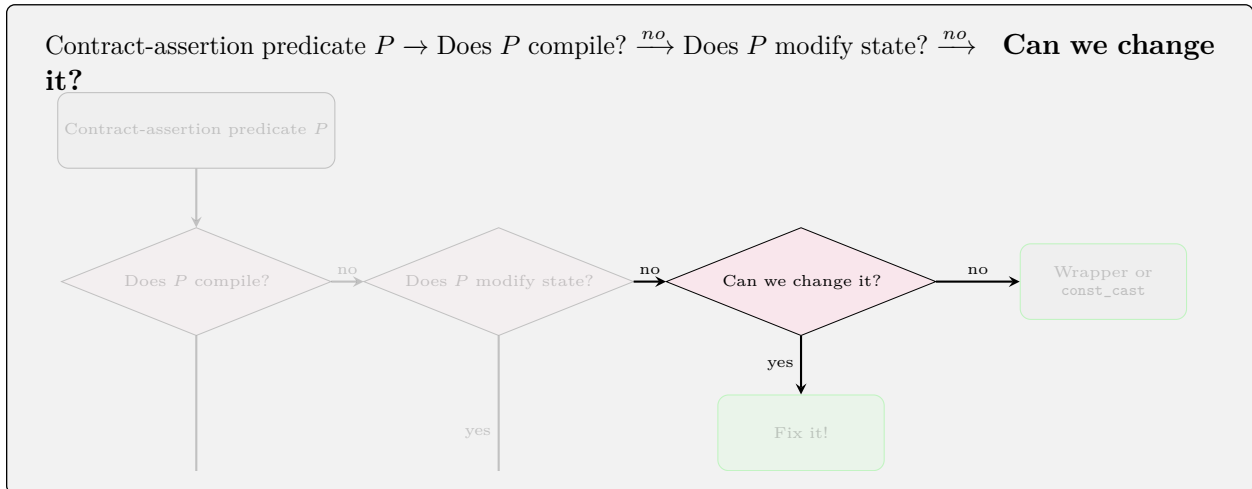 Contract-assertion predicate P → Does P compile? —no→ Does P modify state? —no→ Can we change
it?
Contract-assertion predicate P
Does P compile?
no
Does P modify state?
no
Can we change it?
no
Wrapper or
const_cast
yes
yes
Fix it!